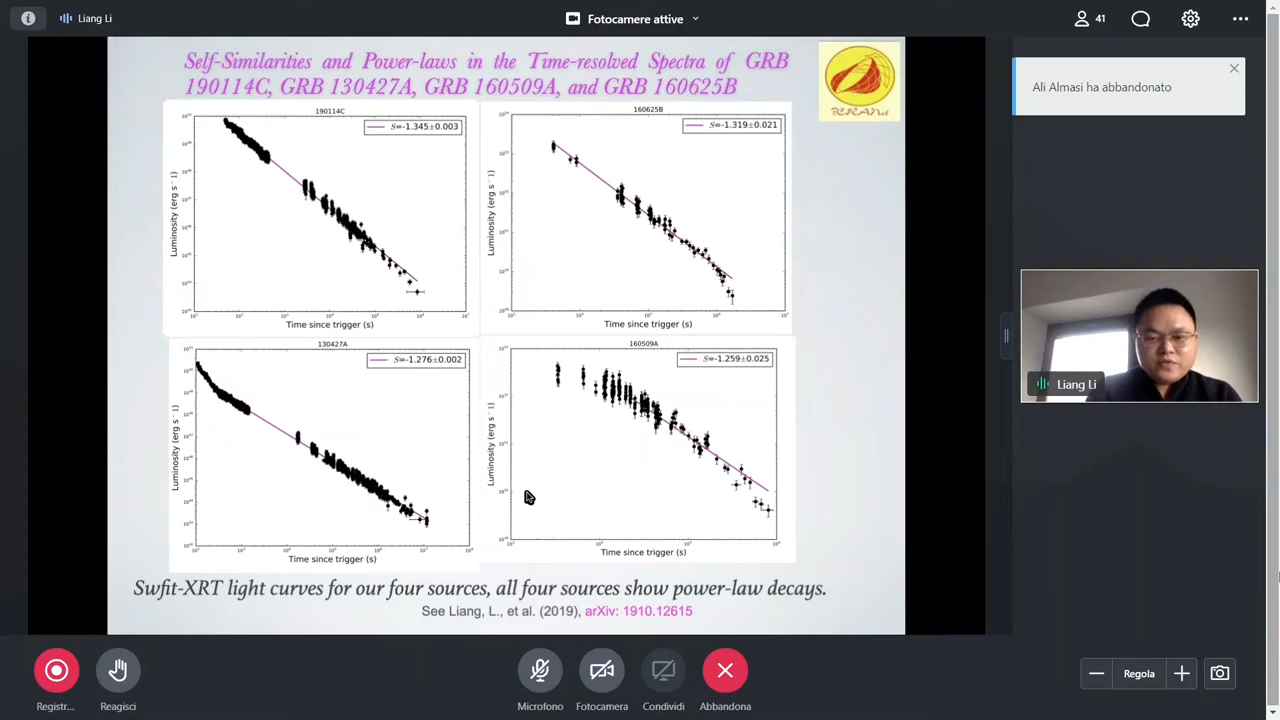 Liang Li
Fotocamere attive
41
Self-Similarities and Power-laws in the Time-resolved Spectra of GRB
190114C, GRB 130427A, GRB 160509A, and GRB 160625B
ICRANet
Ali Almasi ha abbandonato
190114C
S=-1.345±0.003
Luminosity (erg s⁻¹)
Time since trigger (s)
160625B
S=-1.319±0.021
Luminosity (erg s⁻¹)
Time since trigger (s)
130427A
S=-1.276±0.002
Luminosity (erg s⁻¹)
Time since trigger (s)
160509A
S=-1.259±0.025
Luminosity (erg s⁻¹)
Time since trigger (s)
Liang Li
Swfit-XRT light curves for our four sources, all four sources show power-law decays.
See Liang, L., et al. (2019), arXiv: 1910.12615
Registr...
Reagisci
Microfono
Fotocamera
Condividi
Abbandona
Regola